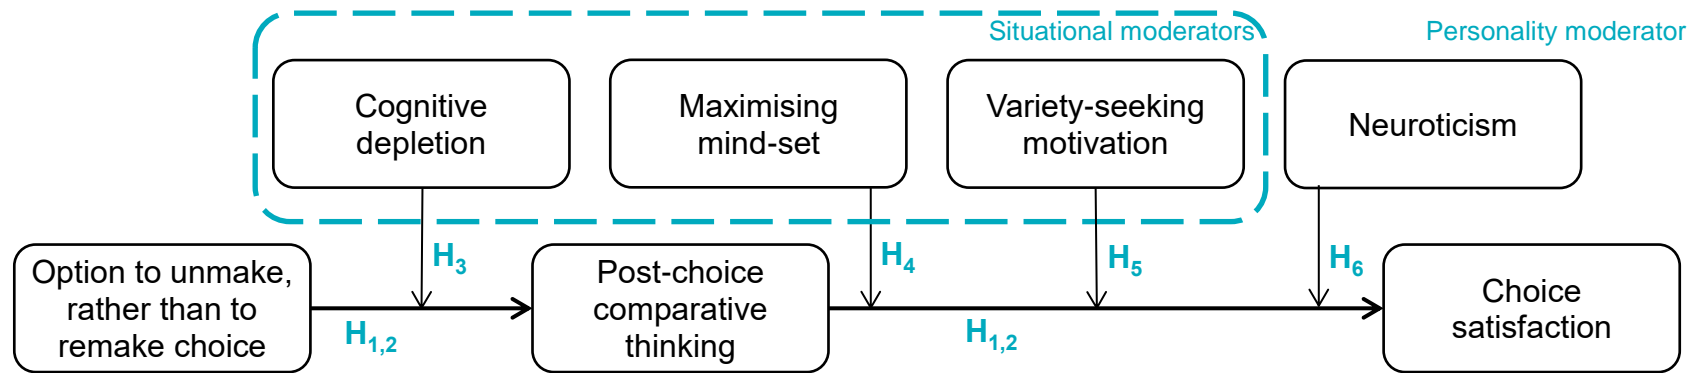 Situational moderators
Personality moderator
Cognitive
depletion
Maximising
mind-set
Variety-seeking
motivation
Neuroticism
H3
H4
H5
H6
Option to unmake,
rather than to
remake choice
H1,2
Post-choice
comparative
thinking
H1,2
Choice
satisfaction